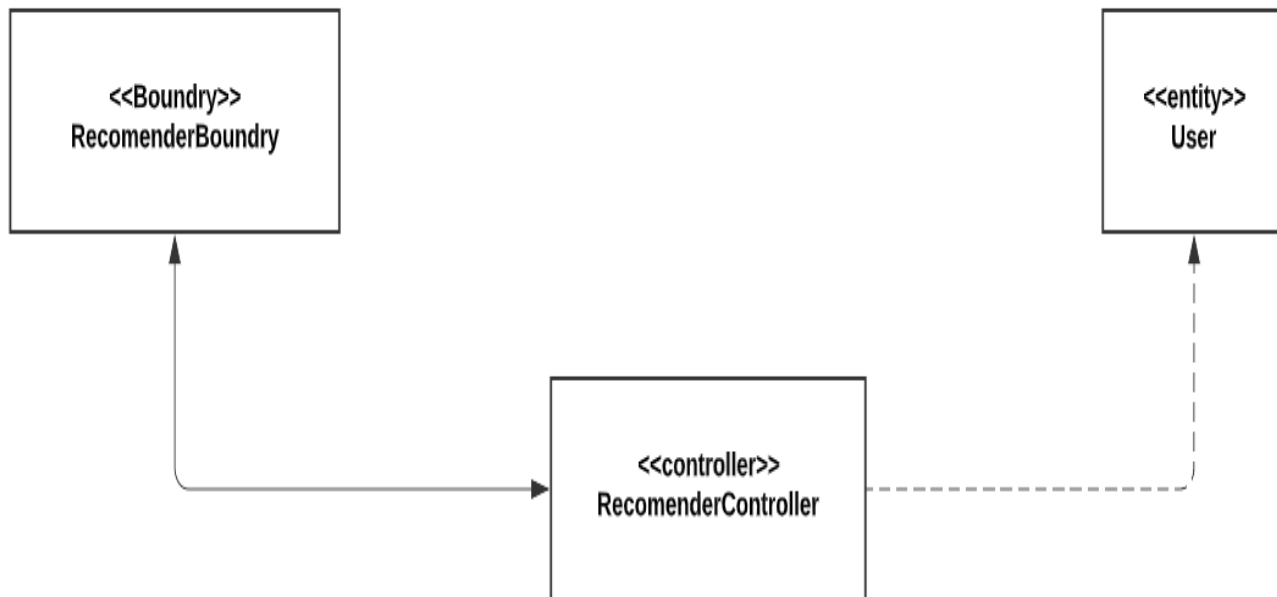 <<Boundry>>
RecomenderBoundry
<<entity>>
User
<<controller>>
RecomenderController